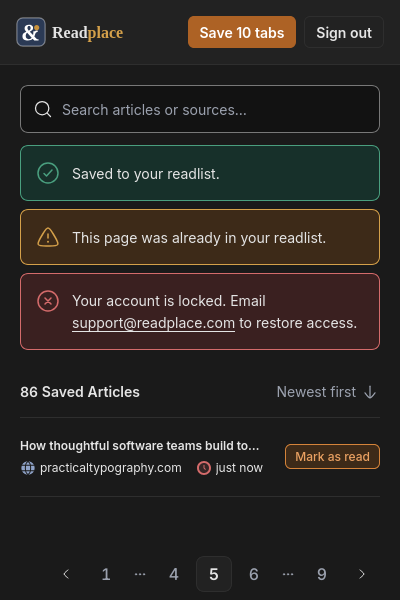 & Readplace
Save 10 tabs
Sign out
Search articles or sources...
Saved to your readlist.
This page was already in your readlist.
Your account is locked. Email
support@readplace.com to restore access.
86 Saved Articles
Newest first
How thoughtful software teams build to...
practicaltypography.com
just now
Mark as read
1 ... 4 5 6 ... 9